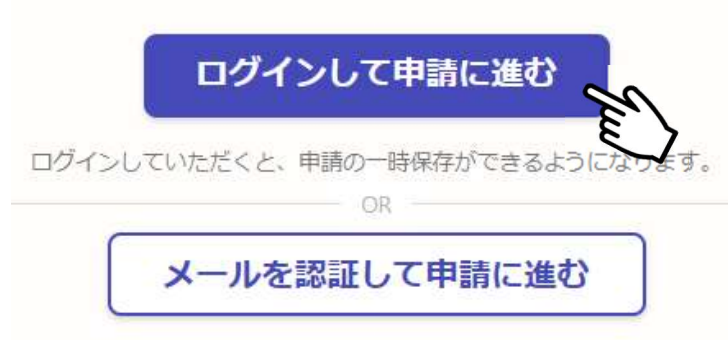 ログインして申請に進む
ログインしていただくと、申請の一時保存ができるようになります。
OR
メールを認証して申請に進む